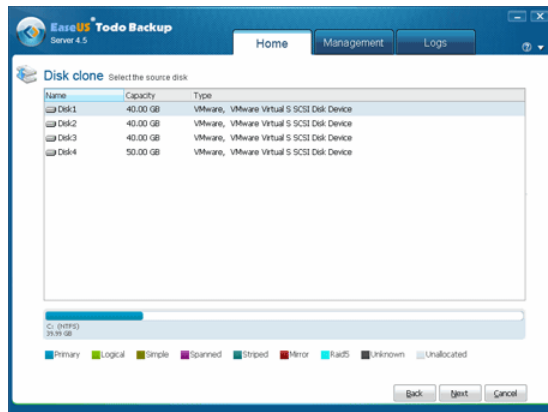 EaseUS® Todo Backup
Server 4.5
Home Management Logs
Disk clone Select the source disk
Name Capacity Type
Disk1 40.00 GB VMware, VMware Virtual S SCSI Disk Device
Disk2 40.00 GB VMware, VMware Virtual S SCSI Disk Device
Disk3 40.00 GB VMware, VMware Virtual S SCSI Disk Device
Disk4 50.00 GB VMware, VMware Virtual S SCSI Disk Device
C: (NTFS)
39.99 GB
Primary Logical Simple Spanned Striped Mirror Raid5 Unknown Unallocated
Back Next Cancel